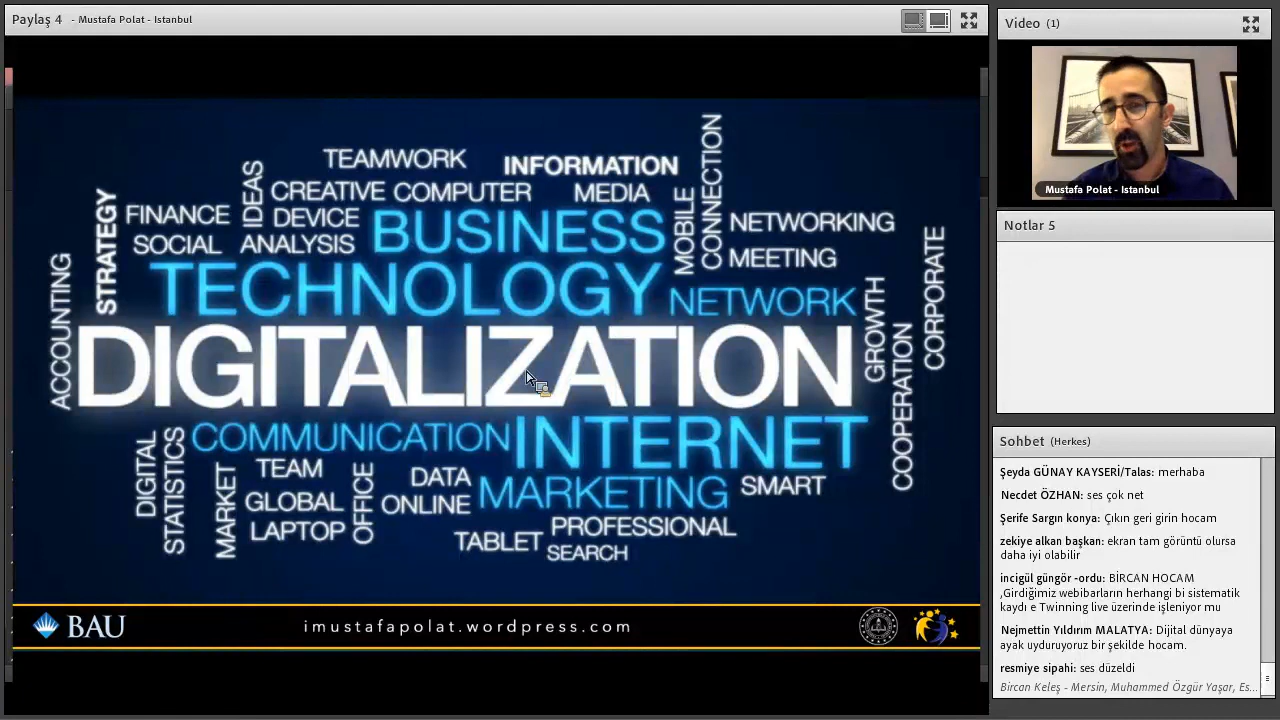 Paylaş 4 - Mustafa Polat - Istanbul
TEAMWORK
INFORMATION
CONNECTION
IDEAS
CREATIVE
COMPUTER
MEDIA
MOBILE
STRATEGY
FINANCE
DEVICE
BUSINESS
NETWORKING
SOCIAL
ANALYSIS
MEETING
CORPORATE
ACCOUNTING
TECHNOLOGY
NETWORK
GROWTH
DIGITALIZATION
COOPERATION
DIGITAL
STATISTICS
COMMUNICATION
INTERNET
MARKET
TEAM
OFFICE
DATA
MARKETING
SMART
GLOBAL
ONLINE
LAPTOP
PROFESSIONAL
TABLET
SEARCH
BAU
imustafapolat.wordpress.com
Video (1)
Mustafa Polat - Istanbul
Notlar 5
Sohbet (Herkes)
Şeyda GÜNAY KAYSERİ/Talas: merhaba
Necdet ÖZHAN: ses çok net
Şerife Sargın konya: Çıkın geri girin hocam
zekiye alkan başkan: ekran tam görüntü olursa
daha iyi olabilir
incigül güngör -ordu: BİRCAN HOCAM
,Girdiğimiz webibarların herhangi bi sistematik
kaydı e Twinning live üzerinde işleniyor mu
Nejmettin Yıldırım MALATYA: Dijital dünyaya
ayak uyduruyoruz bir şekilde hocam.
resmiye sipahi: ses düzeldi
Bircan Keleş - Mersin, Muhammed Özgür Yaşar, Es...